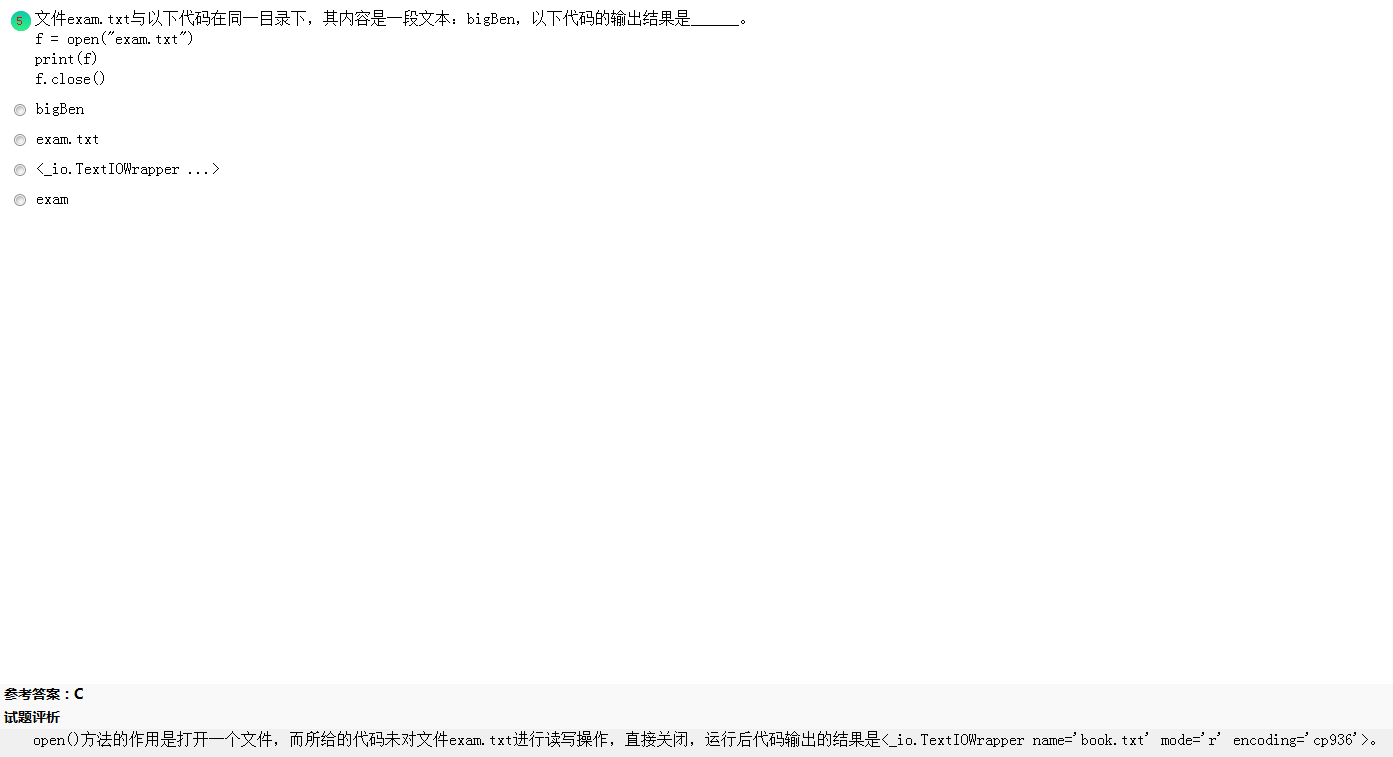 5 文件exam.txt与以下代码在同一目录下，其内容是一段文本：bigBen，以下代码的输出结果是______。
f = open("exam.txt")
print(f)
f.close()
bigBen
exam.txt
<_io.TextIOWrapper ...>
exam
参考答案：C
试题评析
open()方法的作用是打开一个文件，而所给的代码未对文件exam.txt进行读写操作，直接关闭，运行后代码输出的结果是<_io.TextIOWrapper name='book.txt' mode='r' encoding='cp936'>。